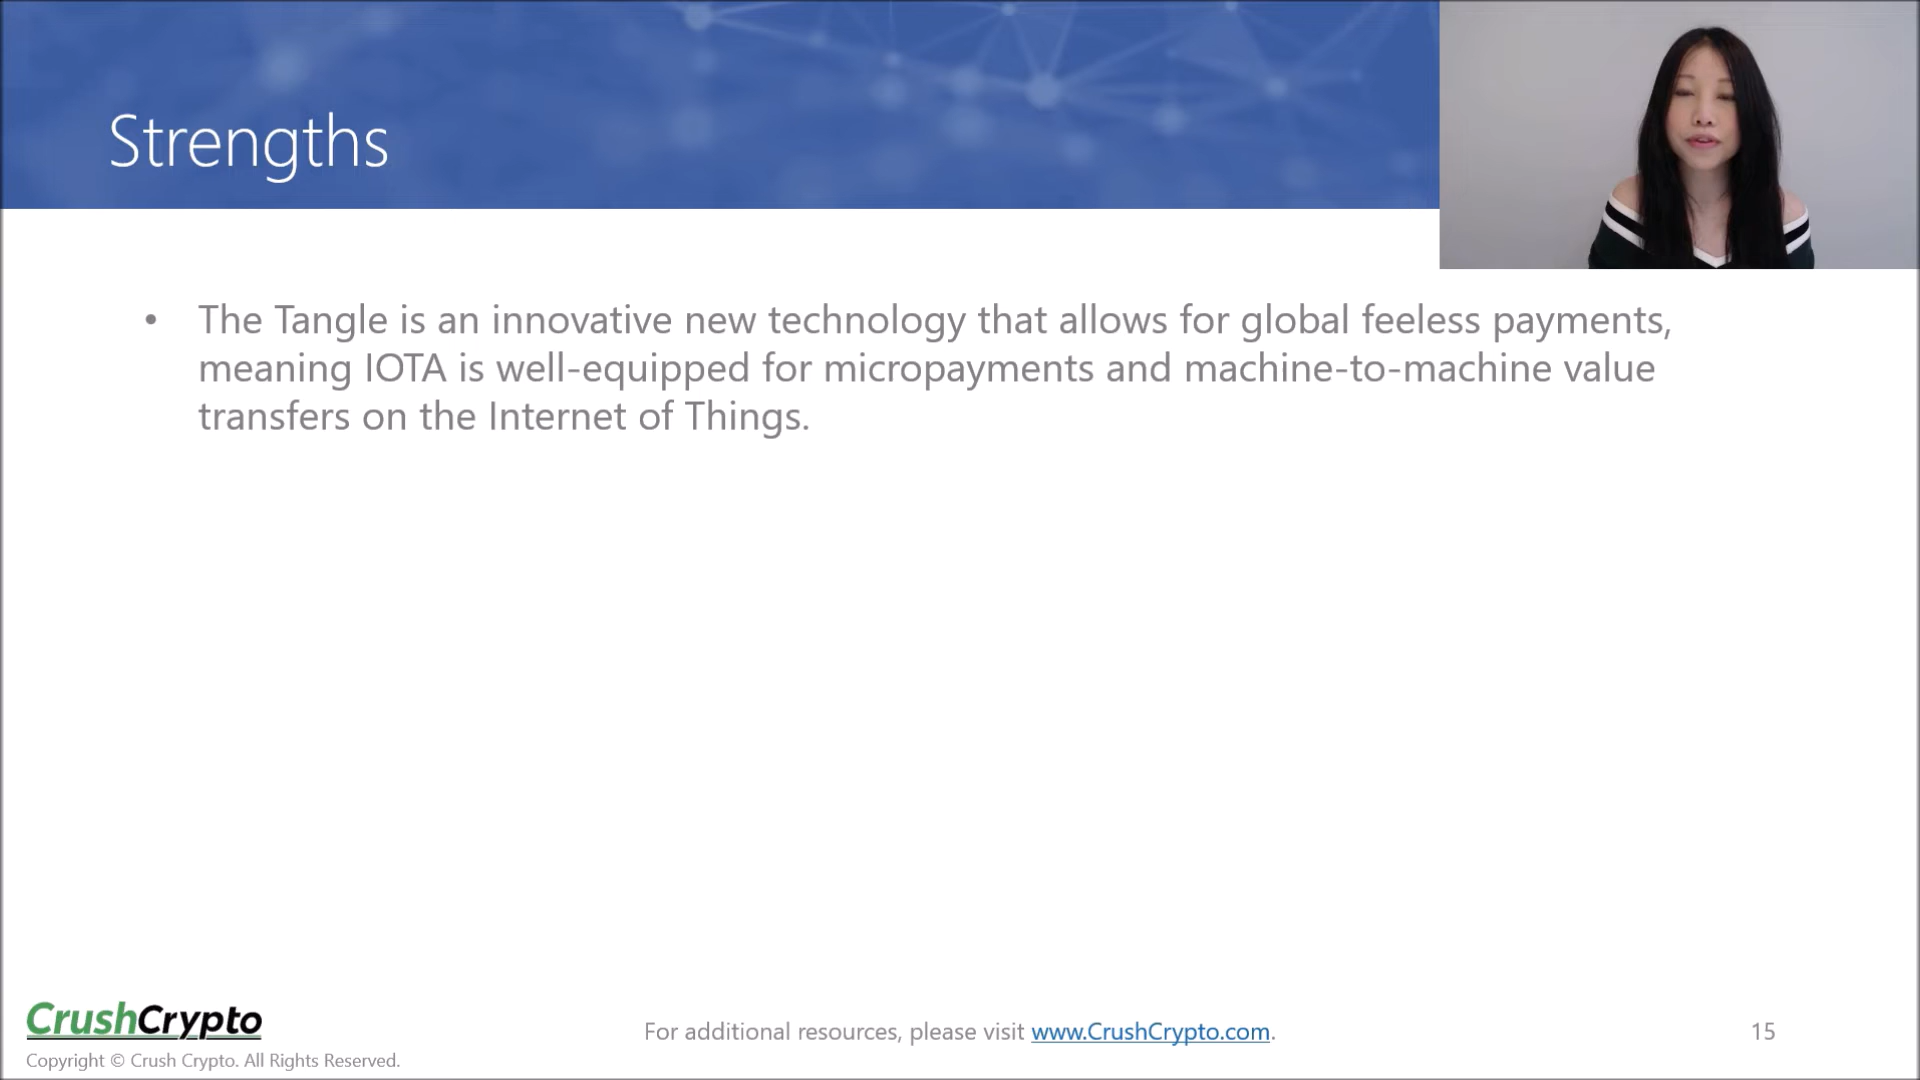 Strengths
• The Tangle is an innovative new technology that allows for global feeless payments,
meaning IOTA is well-equipped for micropayments and machine-to-machine value
transfers on the Internet of Things.
CrushCrypto
Copyright © Crush Crypto. All Rights Reserved.
For additional resources, please visit www.CrushCrypto.com.
15